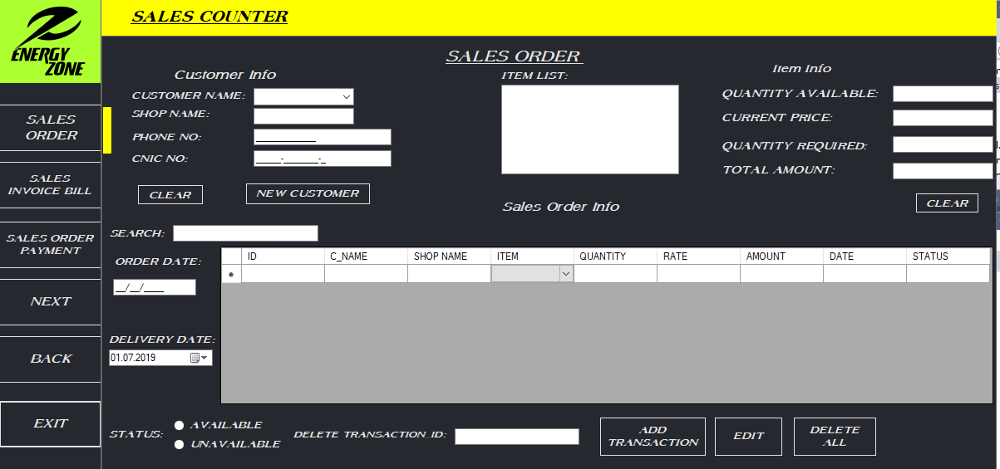 ENERGY
ZONE
SALES COUNTER
SALES
ORDER
SALES
INVOICE BILL
SALES ORDER
PAYMENT
NEXT
BACK
EXIT
SALES ORDER
Customer Info
CUSTOMER NAME:
SHOP NAME:
PHONE NO:
CNIC NO:
CLEAR
NEW CUSTOMER
ITEM LIST:
Item Info
QUANTITY AVAILABLE:
CURRENT PRICE:
QUANTITY REQUIRED:
TOTAL AMOUNT:
CLEAR
Sales Order Info
SEARCH:
ORDER DATE:
__/__/____
DELIVERY DATE:
01.07.2019
ID C_NAME SHOP NAME ITEM QUANTITY RATE AMOUNT DATE STATUS
STATUS:
AVAILABLE
UNAVAILABLE
DELETE TRANSACTION_ID:
ADD
TRANSACTION
EDIT
DELETE
ALL